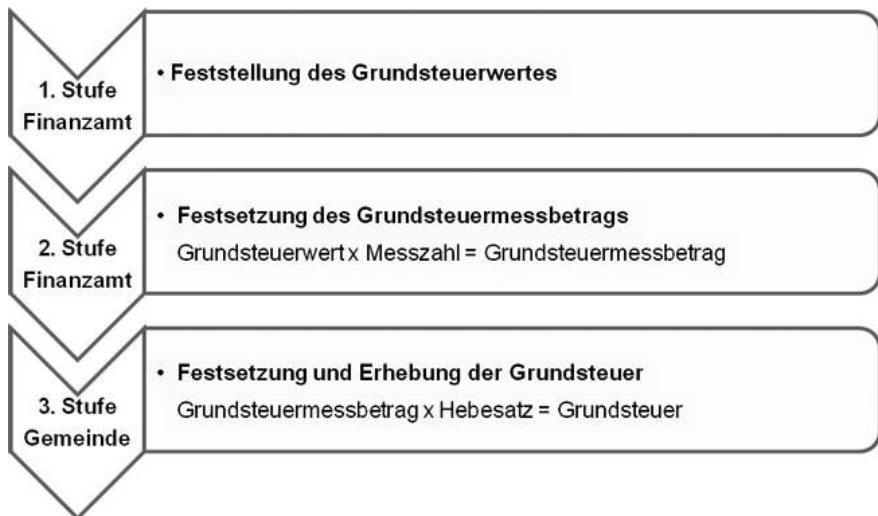 1. Stufe
Finanzamt
• Feststellung des Grundsteuerwertes
2. Stufe
Finanzamt
• Festsetzung des Grundsteuermessbetrags
Grundsteuerwert x Messzahl = Grundsteuermessbetrag
3. Stufe
Gemeinde
• Festsetzung und Erhebung der Grundsteuer
Grundsteuermessbetrag x Hebesatz = Grundsteuer